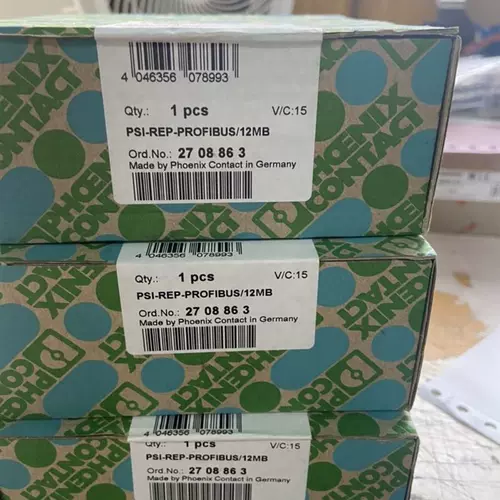 4 046356 078993
Qty.: 1 pcs V/C:15
PSI-REP-PROFIBUS/12MB
Ord.No.: 27 08 86 3
Made by Phoenix Contact in Germany
PHŒNIX
CONTACT
4 046356 078993
Qty.: 1 pcs V/C:15
PSI-REP-PROFIBUS/12MB
Ord.No.: 27 08 86 3
Made by Phoenix Contact in Germany
PHŒNIX
CONTACT
4 046356 078993
Qty.: 1 pcs V/C:15
PSI-REP-PROFIBUS/12MB
Ord.No.: 27 08 86 3
Made by Phoenix Contact in Germany